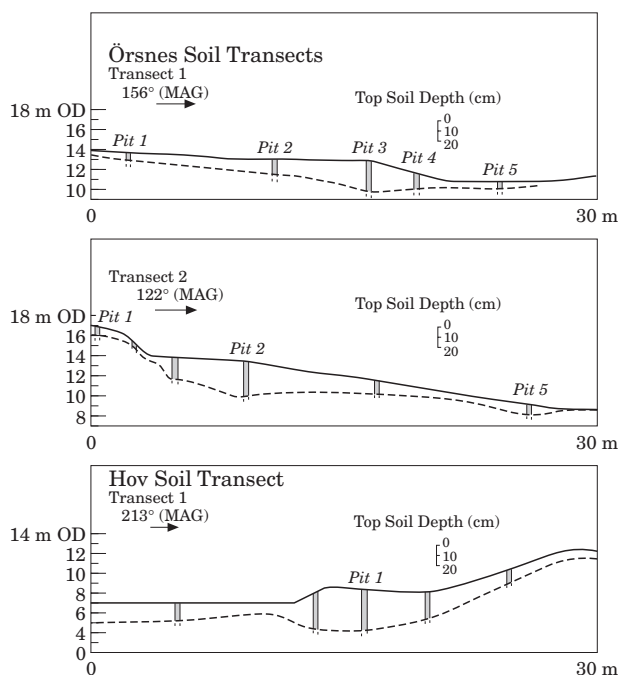 Örsnes Soil Transects
Transect 1
156° (MAG)
Top Soil Depth (cm)
0
10
20
18 m OD
16
14
12
10
Pit 1
Pit 2
Pit 3
Pit 4
Pit 5
0
30 m
Transect 2
122° (MAG)
Top Soil Depth (cm)
0
10
20
18 m OD
16
14
12
10
8
Pit 1
Pit 2
Pit 5
0
30 m
Hov Soil Transect
Transect 1
213° (MAG)
Top Soil Depth (cm)
0
10
20
14 m OD
12
10
8
6
4
0
Pit 1
0
30 m